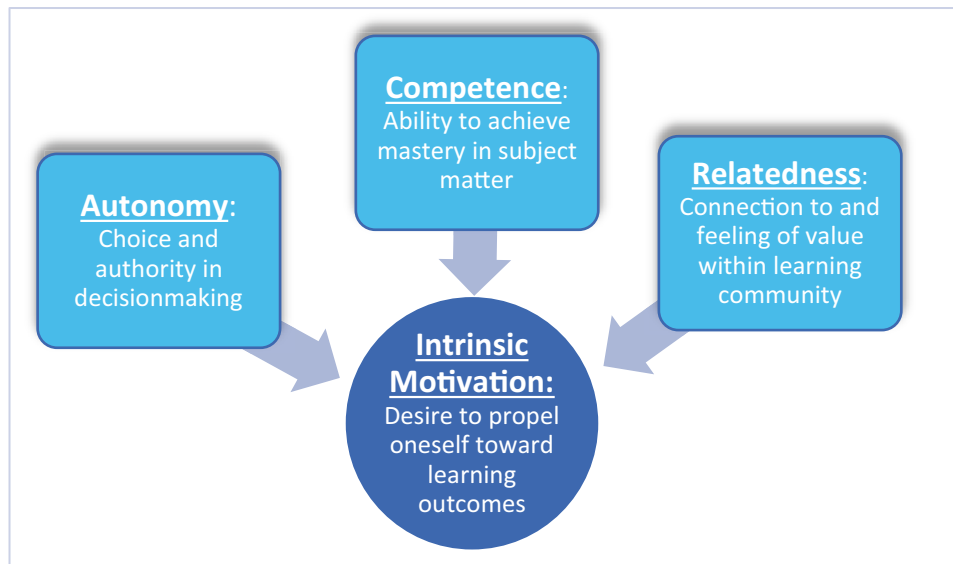 Autonomy:
Choice and
authority in
decisionmaking
Competence:
Ability to achieve
mastery in subject
matter
Relatedness:
Connection to and
feeling of value
within learning
community
Intrinsic
Motivation:
Desire to propel
oneself toward
learning
outcomes